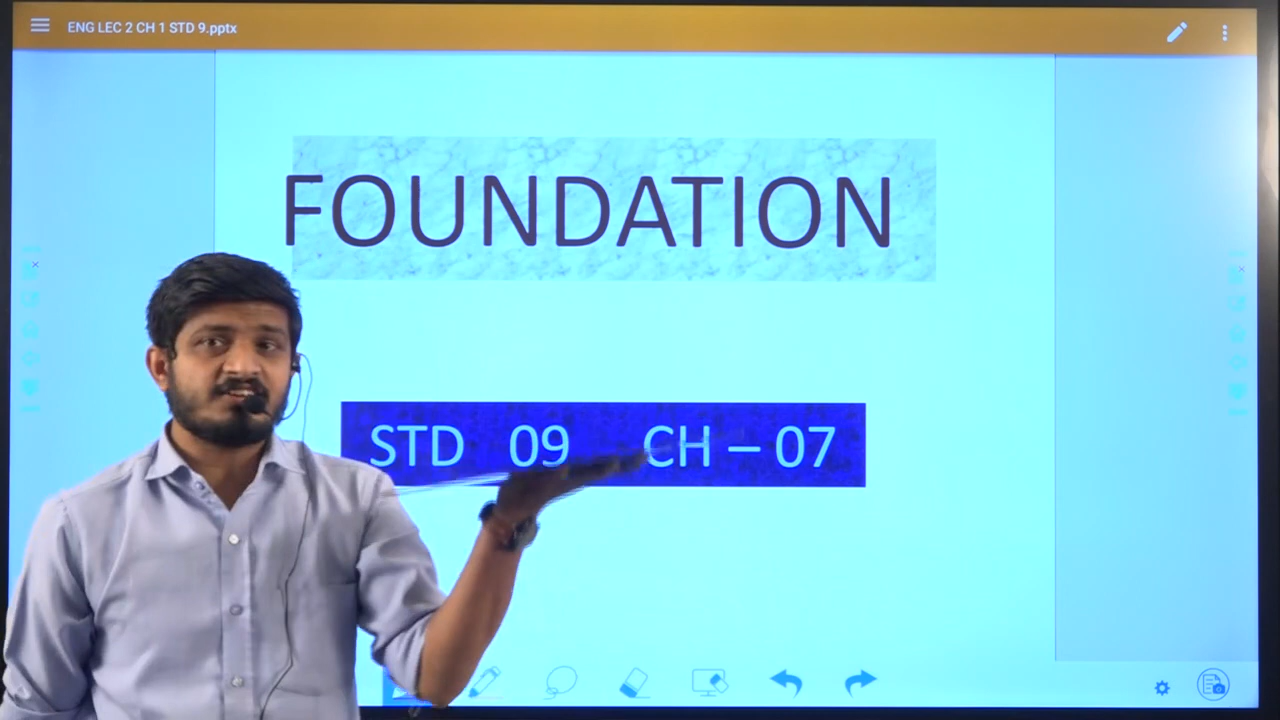 ENG LEC 2 CH 1 STD 9.pptx
FOUNDATION
STD 09 CH – 07